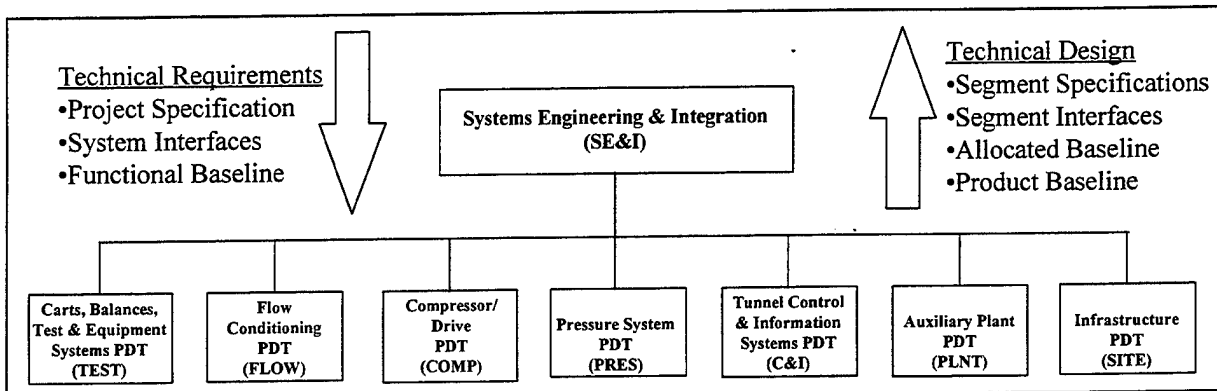 Technical Requirements
•Project Specification
•System Interfaces
•Functional Baseline
Systems Engineering & Integration
(SE&I)
Technical Design
•Segment Specifications
•Segment Interfaces
•Allocated Baseline
•Product Baseline
Carts, Balances,
Test & Equipment
Systems PDT
(TEST)
Flow
Conditioning
PDT
(FLOW)
Compressor/
Drive
PDT
(COMP)
Pressure System
PDT
(PRES)
Tunnel Control
& Information
Systems PDT
(C&I)
Auxiliary Plant
PDT
(PLNT)
Infrastructure
PDT
(SITE)